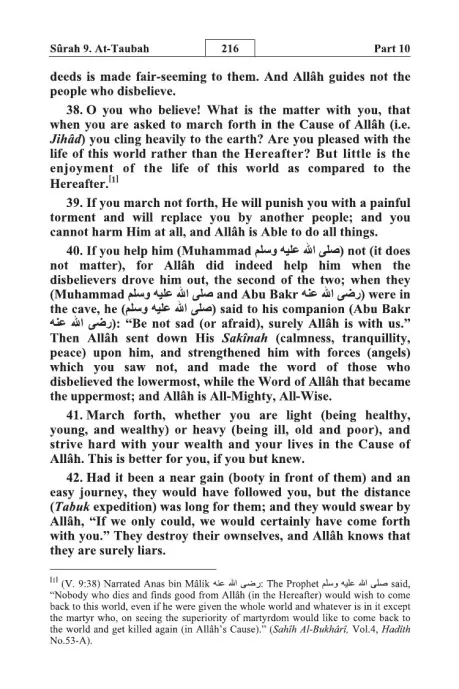 Sûrah 9. At-Taubah 216 Part 10
deeds is made fair-seeming to them. And Allâh guides not the
people who disbelieve.
38. O you who believe! What is the matter with you, that
when you are asked to march forth in the Cause of Allâh (i.e.
Jihâd) you cling heavily to the earth? Are you pleased with the
life of this world rather than the Hereafter? But little is the
enjoyment of the life of this world as compared to the
Hereafter.[1]
39. If you march not forth, He will punish you with a painful
torment and will replace you by another people; and you
cannot harm Him at all, and Allâh is Able to do all things.
40. If you help him (Muhammad صلى الله عليه وسلم) not (it does
not matter), for Allâh did indeed help him when the
disbelievers drove him out, the second of the two; when they
(Muhammad صلى الله عليه وسلم and Abu Bakr رضي الله عنه) were in
the cave, he (صلى الله عليه وسلم) said to his companion (Abu Bakr
رضي الله عنه): “Be not sad (or afraid), surely Allâh is with us.”
Then Allâh sent down His Sakînah (calmness, tranquillity,
peace) upon him, and strengthened him with forces (angels)
which you saw not, and made the word of those who
disbelieved the lowermost, while the Word of Allâh that became
the uppermost; and Allâh is All-Mighty, All-Wise.
41. March forth, whether you are light (being healthy,
young, and wealthy) or heavy (being ill, old and poor), and
strive hard with your wealth and your lives in the Cause of
Allâh. This is better for you, if you but knew.
42. Had it been a near gain (booty in front of them) and an
easy journey, they would have followed you, but the distance
(Tabuk expedition) was long for them; and they would swear by
Allâh, “If we only could, we would certainly have come forth
with you.” They destroy their ownselves, and Allâh knows that
they are surely liars.
[1] (V. 9:38) Narrated Anas bin Mâlik رضي الله عنه: The Prophet صلى الله عليه وسلم said,
“Nobody who dies and finds good from Allâh (in the Hereafter) would wish to come
back to this world, even if he were given the whole world and whatever is in it except
the martyr who, on seeing the superiority of martyrdom would like to come back to
the world and get killed again (in Allâh’s Cause).” (Sahîh Al-Bukhârî, Vol.4, Hadîth
No.53-A).